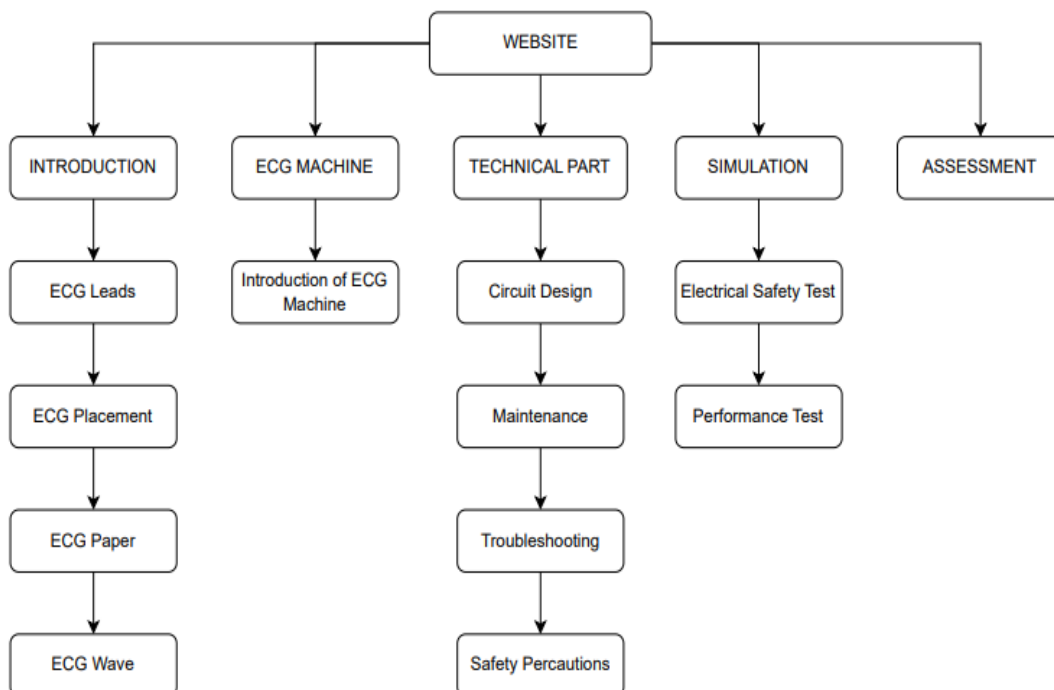 WEBSITE
INTRODUCTION
ECG MACHINE
TECHNICAL PART
SIMULATION
ASSESSMENT
ECG Leads
Introduction of ECG
Machine
Circuit Design
Electrical Safety Test
ECG Placement
Maintenance
Performance Test
ECG Paper
Troubleshooting
ECG Wave
Safety Percautions